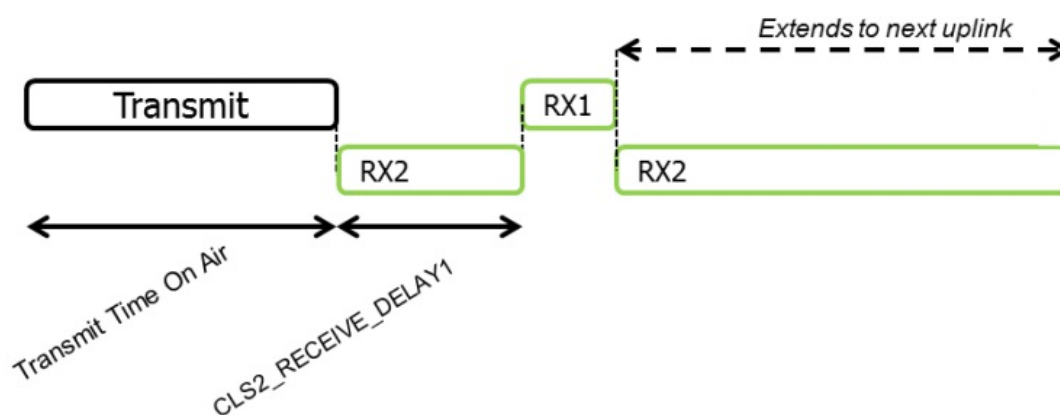 Extends to next uplink
Transmit
RX1
RX2
RX2
Transmit Time On Air
CLS2_RECEIVE_DELAY1